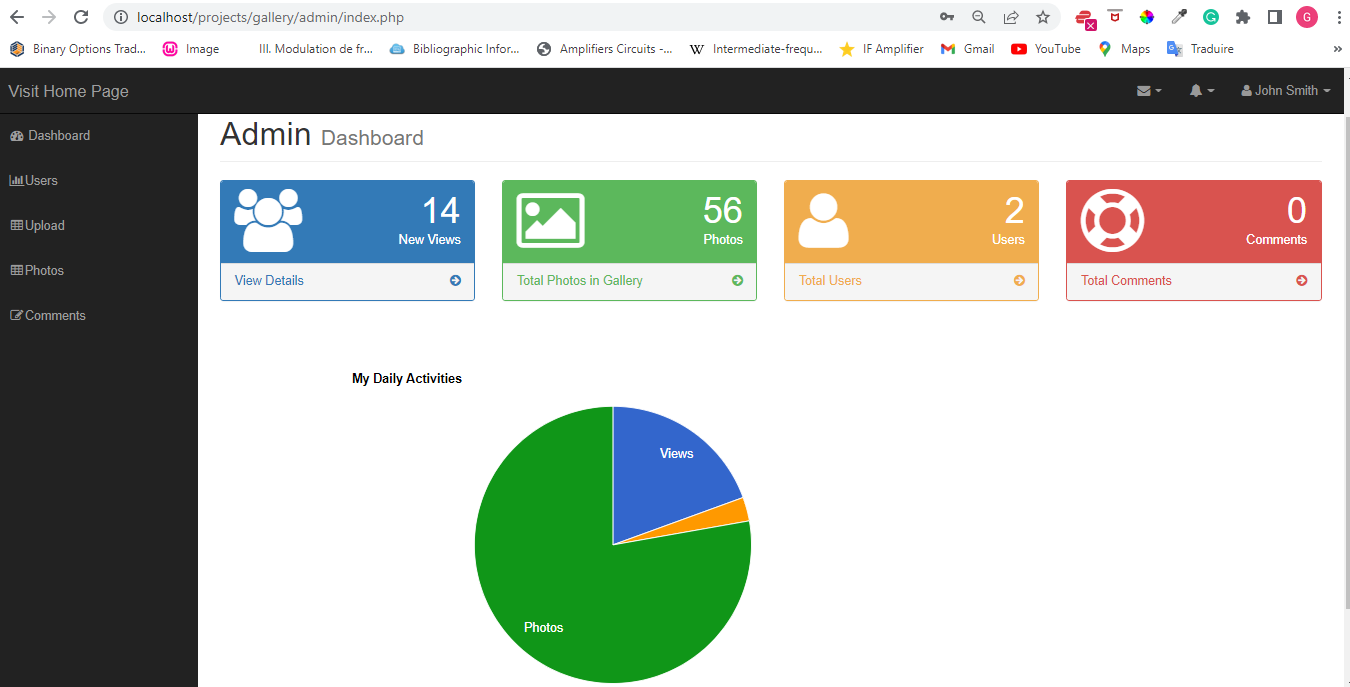 localhost/projects/gallery/admin/index.php
G
Binary Options Trad... Image III. Modulation de fr... Bibliographic Infor... Amplifiers Circuits -... W Intermediate-frequ... IF Amplifier Gmail YouTube Maps Traduire »
Visit Home Page John Smith
Dashboard
Users
Upload
Photos
Comments
Admin Dashboard
14
New Views
View Details
56
Photos
Total Photos in Gallery
2
Users
Total Users
0
Comments
Total Comments
My Daily Activities
Views
Photos